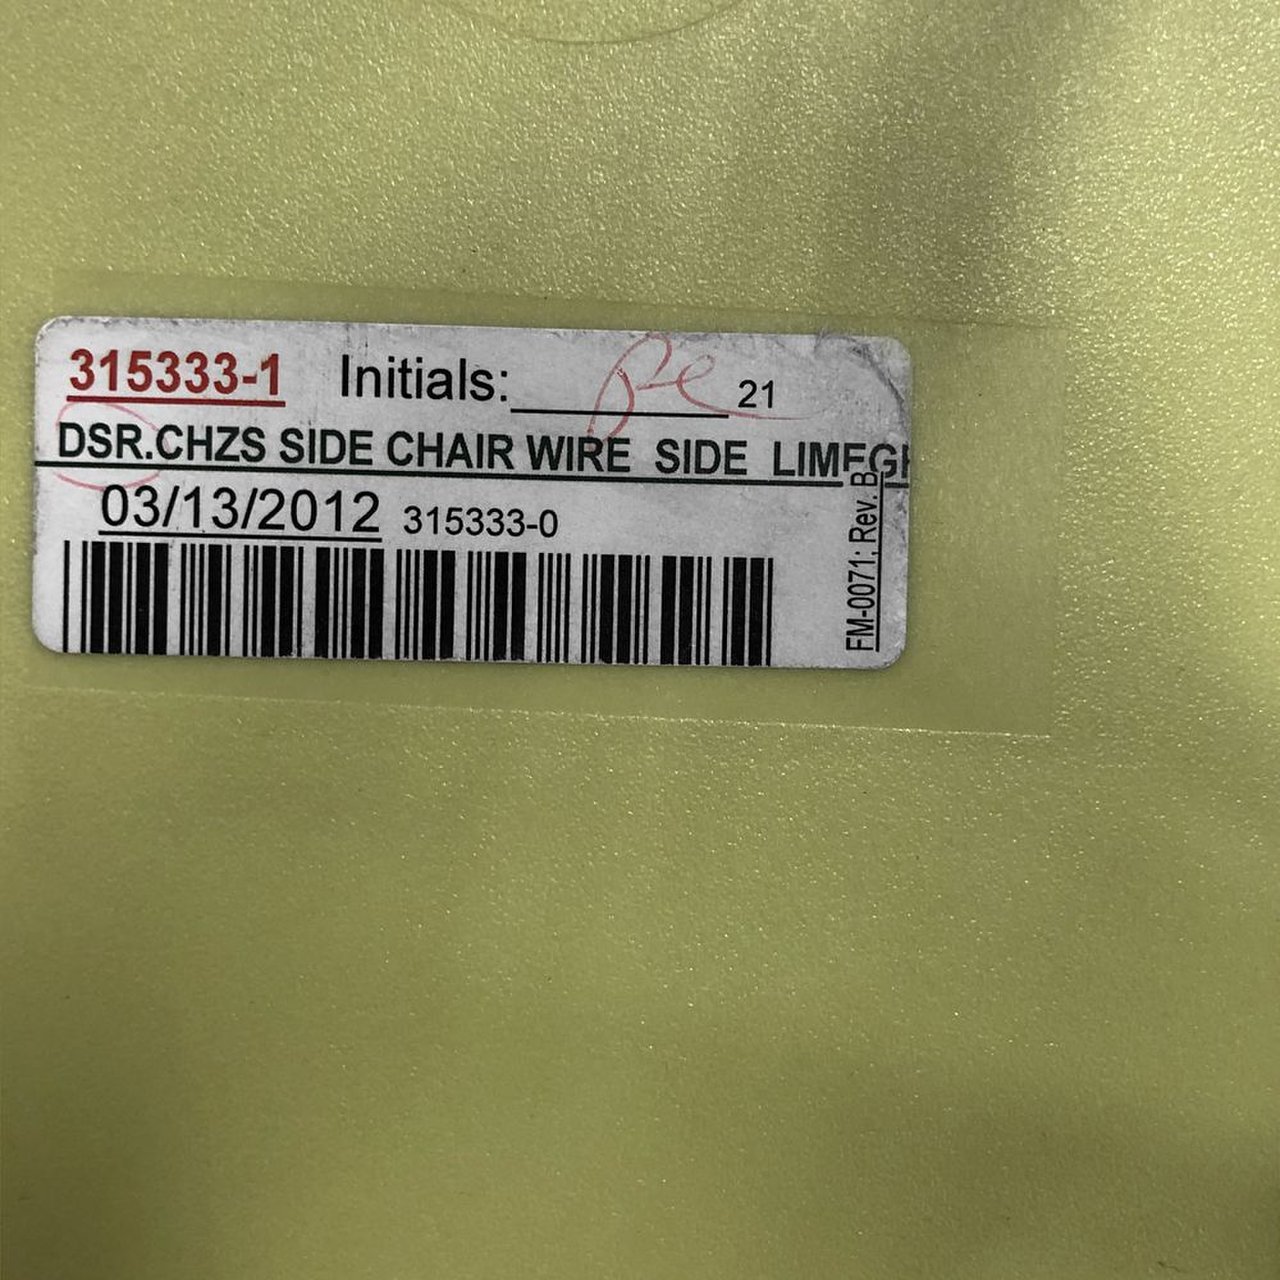 315333-1 Initials: 21
DSR.CHZS SIDE CHAIR WIRE SIDE
03/13/2012 315333-0
FM-0071; Rev. B